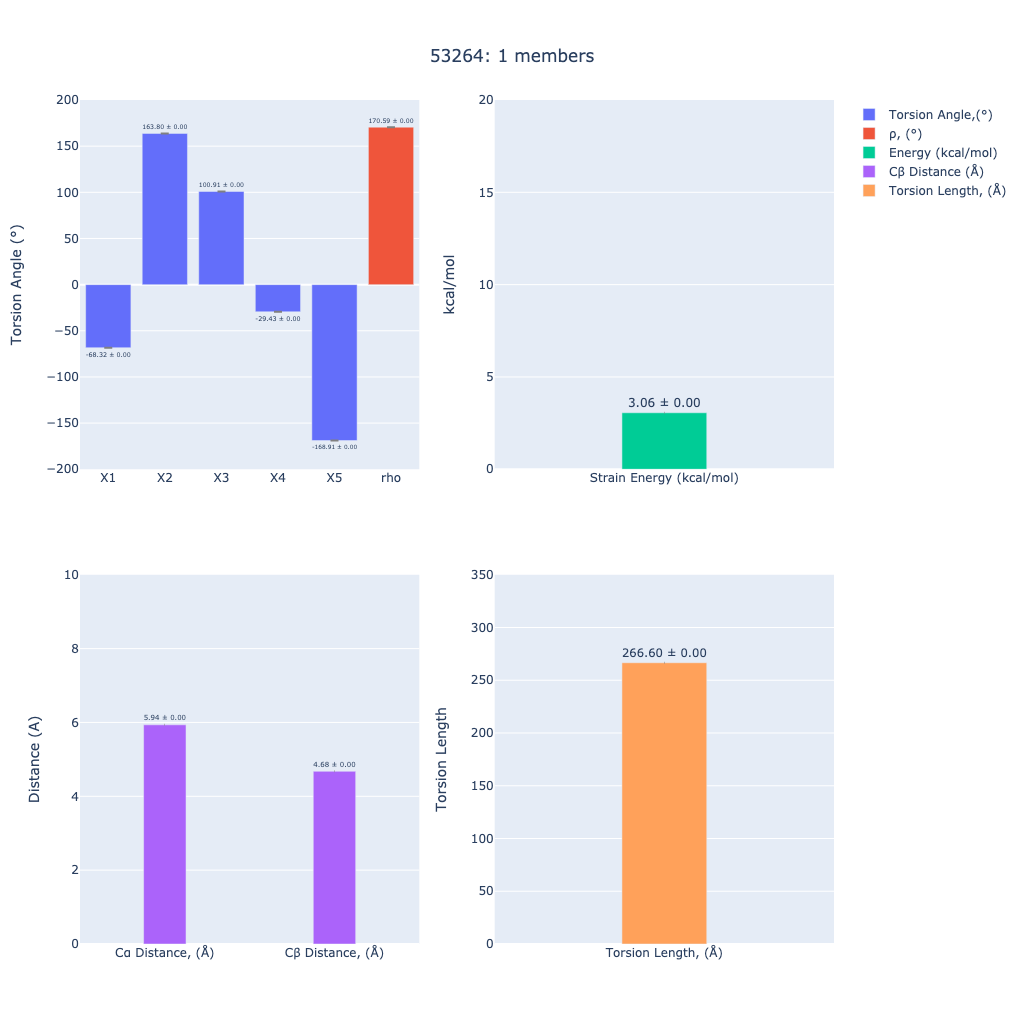 53264: 1 members
Torsion Angle (°)
200
150
100
50
0
−50
−100
−150
−200
-68.32 ± 0.00
163.80 ± 0.00
100.91 ± 0.00
-29.43 ± 0.00
-168.91 ± 0.00
170.59 ± 0.00
X1 X2 X3 X4 X5 rho
kcal/mol
20
15
10
5
0
3.06 ± 0.00
Strain Energy (kcal/mol)
Torsion Angle,(°)
ρ, (°)
Energy (kcal/mol)
Cβ Distance (Å)
Torsion Length, (Å)
Distance (A)
10
8
6
4
2
0
5.94 ± 0.00
4.68 ± 0.00
Cα Distance, (Å) Cβ Distance, (Å)
Torsion Length
350
300
250
200
150
100
50
0
266.60 ± 0.00
Torsion Length, (Å)